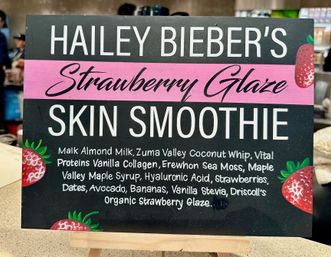 HAILEY BIEBER'S
Strawberry Glaze
SKIN SMOOTHIE
Malk Almond Milk, Zuma Valley Coconut Whip, Vital
Proteins Vanilla Collagen, Erewhon Sea Moss, Maple
Valley Maple Syrup, Hyaluronic Acid, Strawberries,
Dates, Avocado, Bananas, Vanilla Stevia, Driscoll's
Organic Strawberry Glaze.